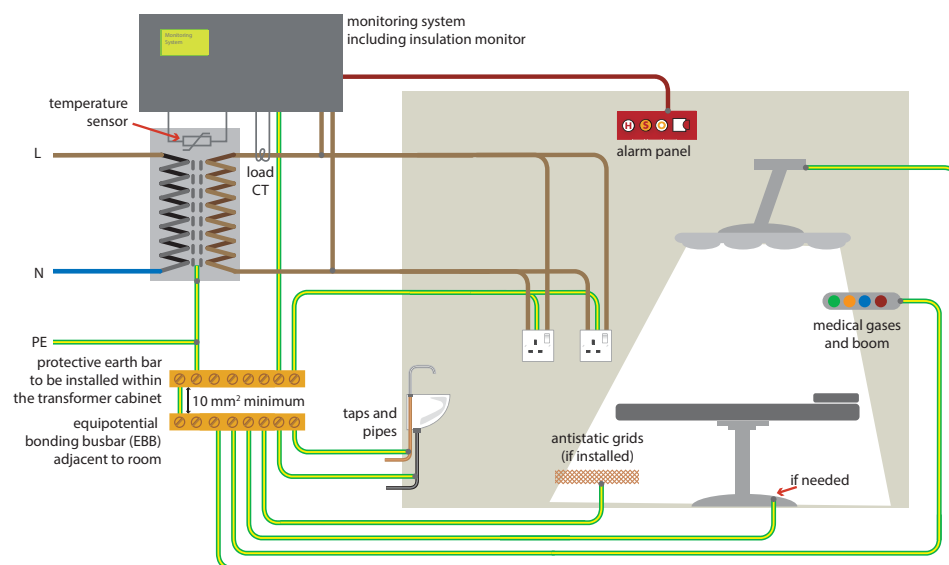 monitoring system
including insulation monitor
Monitoring
System
temperature
sensor
L
load
CT
H
S
alarm panel
N
PE
medical gases
and boom
protective earth bar
to be installed within
the transformer cabinet
10 mm² minimum
equipotential
bonding busbar (EBB)
adjacent to room
taps and
pipes
antistatic grids
(if installed)
if needed